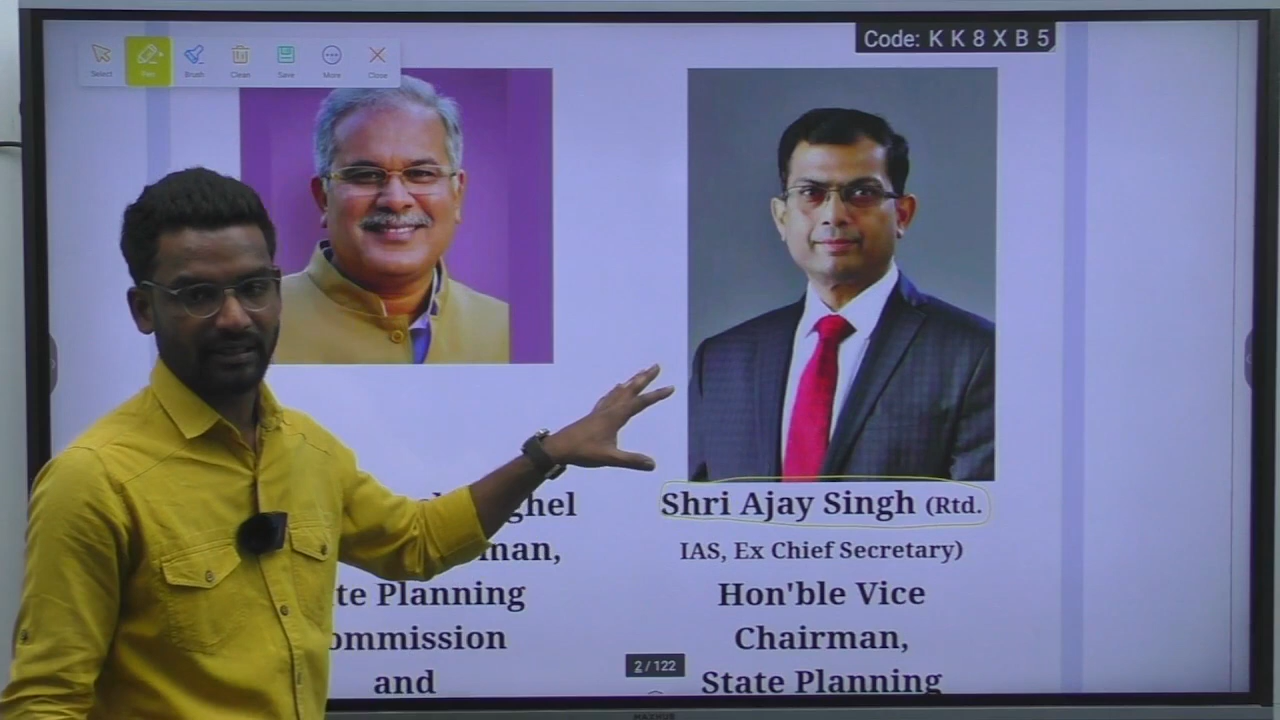 Code: K K 8 X B 5
Select
Pen
Brush
Clean
Save
More
Close
ghel
man,
te Planning
ommission
and
Shri Ajay Singh (Rtd.
IAS, Ex Chief Secretary)
Hon'ble Vice
Chairman,
State Planning
2 / 122
MAXHUB